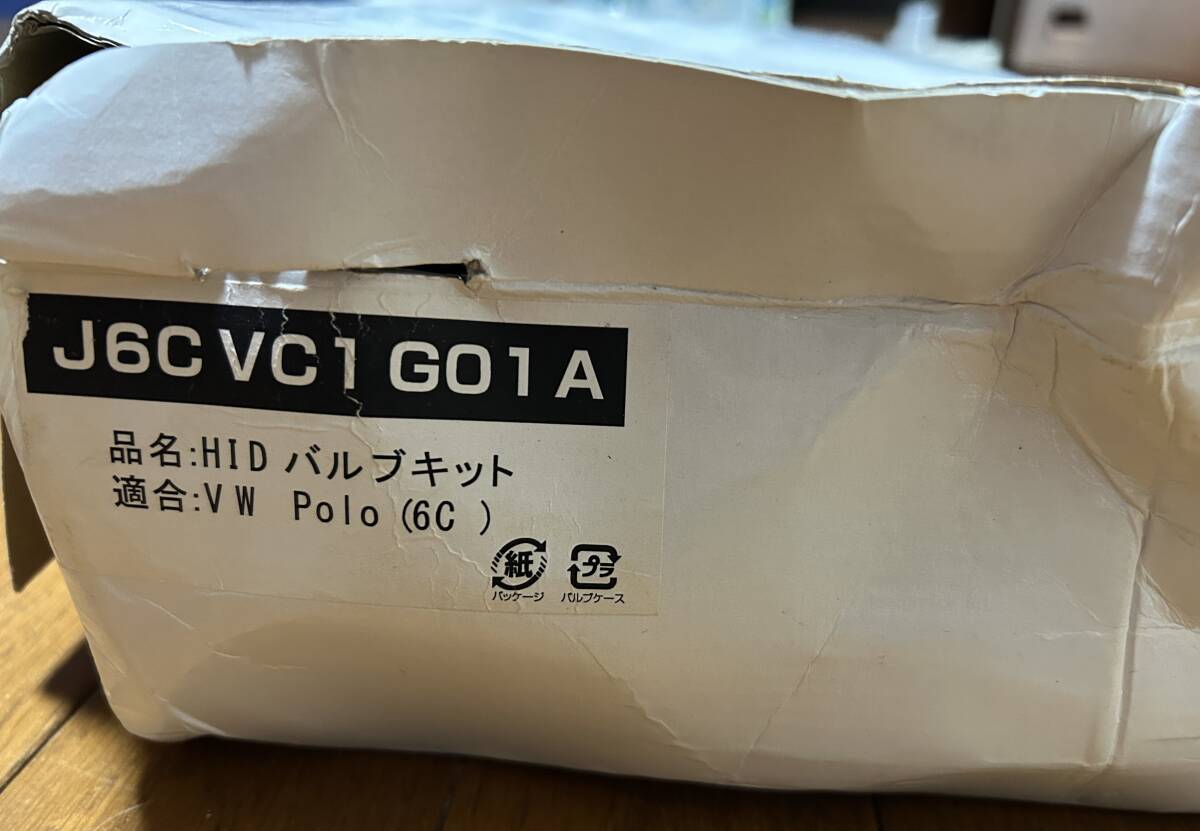 J6C VC1 G01A
品名:HID バルブキット
適合:VW Polo (6C )
紙 プラ
パッケージ バルブケース